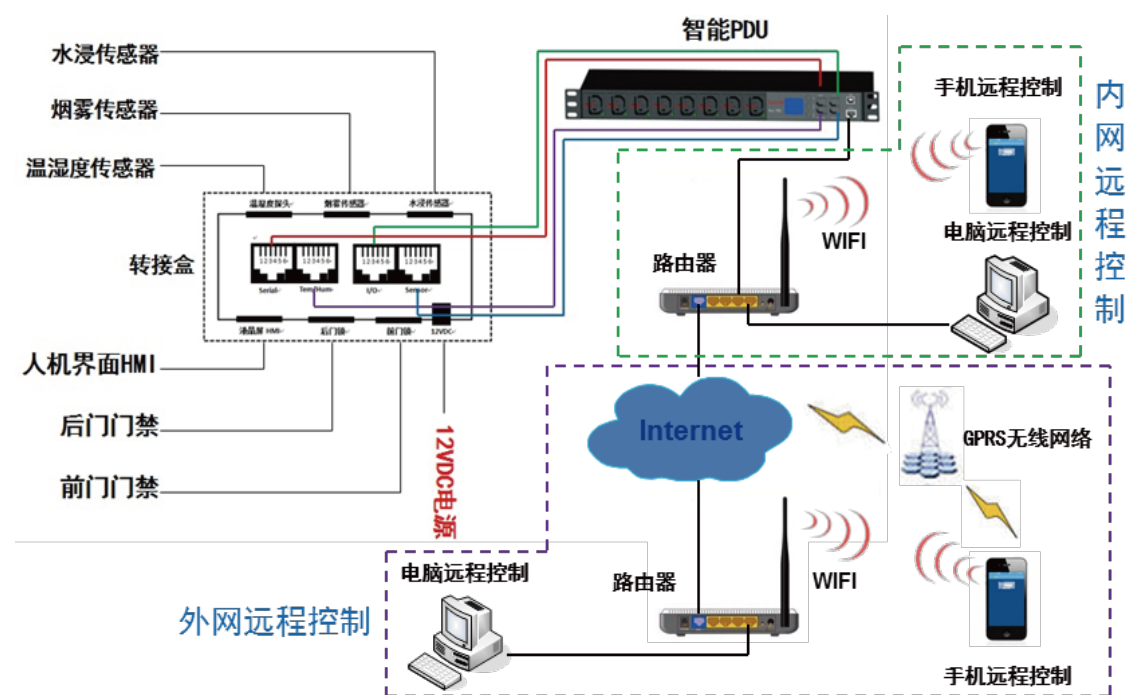 智能PDU
水浸传感器
烟雾传感器
温湿度传感器
转接盒
温湿度探头
烟雾传感器
水浸传感器
123456
123456
123456
123456
Serial
Tem/Hum
I/O
Sensor
液晶屏 HMI
后门锁
前门锁
12VDC
人机界面HMI
后门门禁
前门门禁
12VDC电源
手机远程控制
内网远程控制
WIFI
电脑远程控制
路由器
Internet
GPRS无线网络
电脑远程控制
路由器
WIFI
外网远程控制
手机远程控制